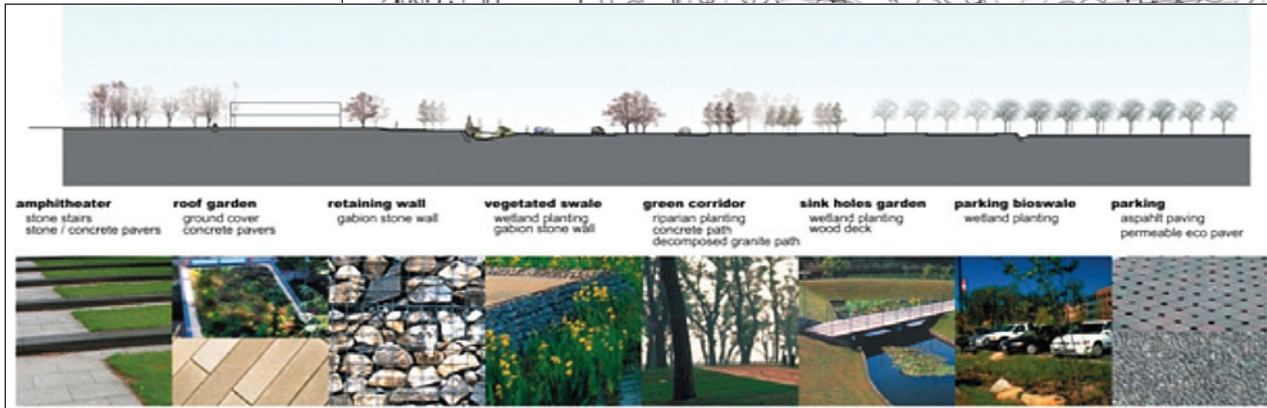 amphitheater
stone stairs
stone / concrete pavers
roof garden
ground cover
concrete pavers
retaining wall
gabion stone wall
vegetated swale
wetland planting
gabion stone wall
green corridor
riparian planting
concrete path
decomposed granite path
sink holes garden
wetland planting
wood deck
parking bioswale
wetland planting
parking
aspahlt paving
permeable eco paver